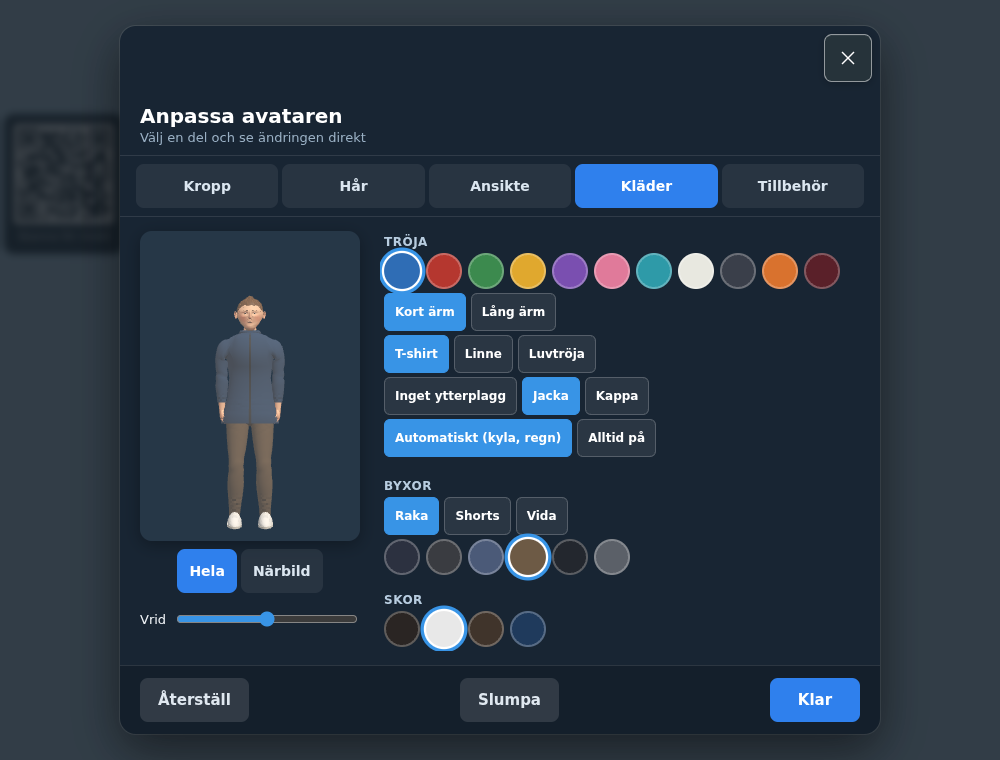 Anpassa avataren
Välj en del och se ändringen direkt
Kropp
Hår
Ansikte
Kläder
Tillbehör
TRÖJA
Kort ärm
Lång ärm
T-shirt
Linne
Luvtröja
Inget ytterplagg
Jacka
Kappa
Automatiskt (kyla, regn)
Alltid på
BYXOR
Raka
Shorts
Vida
SKOR
Hela
Närbild
Vrid
Återställ
Slumpa
Klar